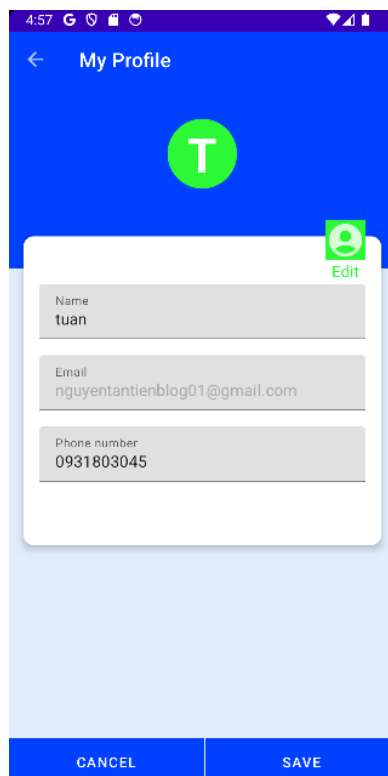 4:57 G
My Profile
T
Edit
Name
tuan
Email
nguyentantienblog01@gmail.com
Phone number
0931803045
CANCEL SAVE